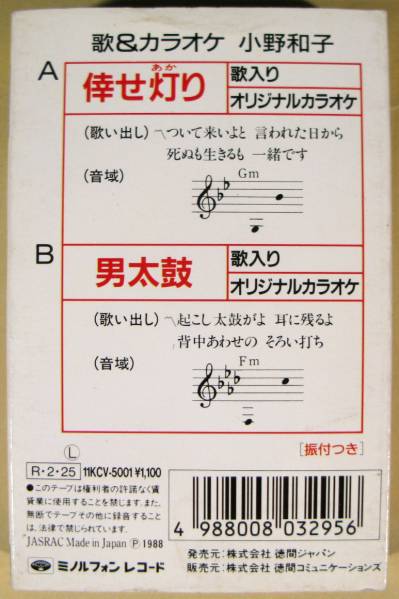 歌&カラオケ 小野和子
A
あか
倖せ灯り
歌入り
オリジナルカラオケ
(歌い出し) 〽ついて来いよと 言われた日から
死ぬも生きるも 一緒です
(音域)
Gm
B
男太鼓
歌入り
オリジナルカラオケ
(歌い出し) 〽起こし太鼓がよ 耳に残るよ
背中あわせの そろい打ち
(音域)
Fm
[振付つき]
Ⓛ
R・2・25 11KCV-5001 ¥1,100
●このテープは権利者の許諾なく賃
貸業に使用することを禁じます。また、
無断でテープその他に録音すること
は、法律で禁じられています。
JASRAC Made in Japan Ⓟ 1988
ミノルフォン レコード
4 988008 032956
発売元：株式会社 徳間ジャパン
販売元：株式会社 徳間コミュニケーションズ